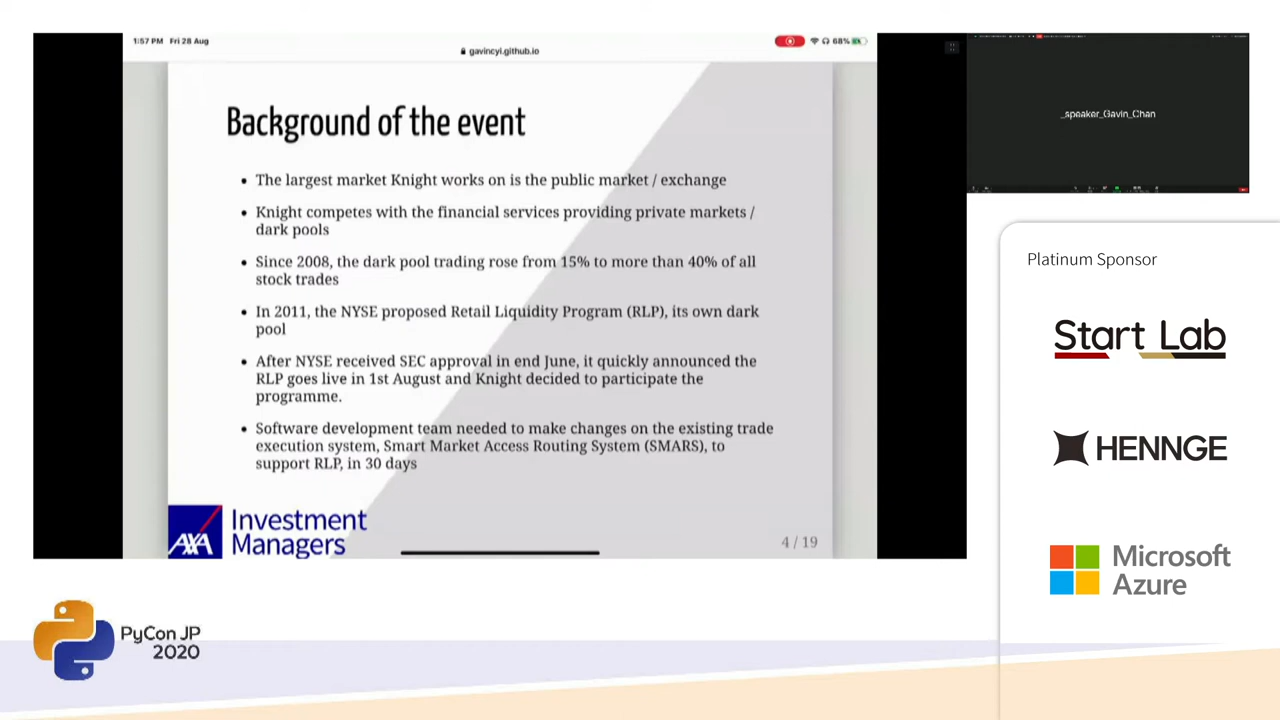 1:57 PM Fri 28 Aug
gavincyi.github.io
68%
Background of the event
The largest market Knight works on is the public market / exchange
Knight competes with the financial services providing private markets /
dark pools
Since 2008, the dark pool trading rose from 15% to more than 40% of all
stock trades
In 2011, the NYSE proposed Retail Liquidity Program (RLP), its own dark
pool
After NYSE received SEC approval in end June, it quickly announced the
RLP goes live in 1st August and Knight decided to participate the
programme.
Software development team needed to make changes on the existing trade
execution system, Smart Market Access Routing System (SMARS), to
support RLP, in 30 days
AXA
Investment
Managers
4 / 19
_speaker_Gavin_Chan
Platinum Sponsor
Start Lab
HENNGE
Microsoft
Azure
PyCon JP
2020